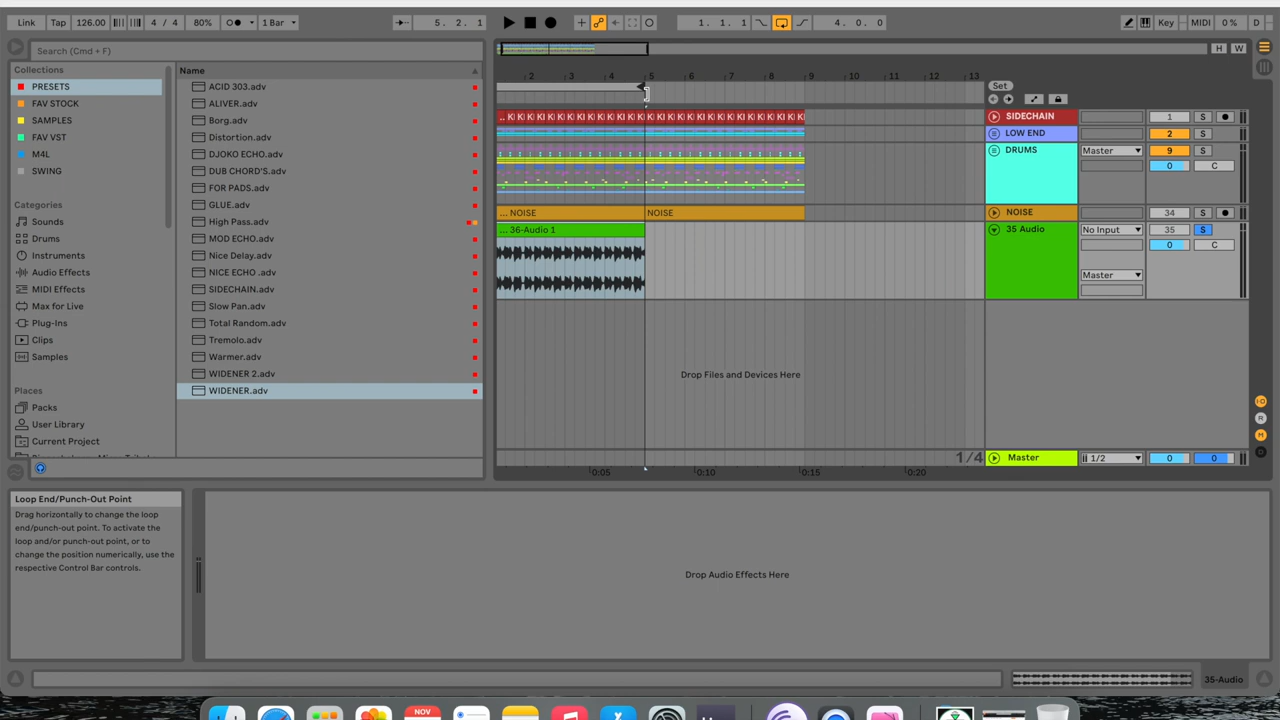 Link Tap 126.00 4 / 4 80% 1 Bar 5. 2. 1 1. 1. 1 4. 0. 0 Key MIDI 0 % D
Search (Cmd + F)
H W
Collections
PRESETS
FAV STOCK
SAMPLES
FAV VST
M4L
SWING
Categories
Sounds
Drums
Instruments
Audio Effects
MIDI Effects
Max for Live
Plug-Ins
Clips
Samples
Places
Packs
User Library
Current Project
Name
ACID 303.adv
ALIVER.adv
Borg.adv
Distortion.adv
DJOKO ECHO.adv
DUB CHORD'S.adv
FOR PADS.adv
GLUE.adv
High Pass.adv
MOD ECHO.adv
Nice Delay.adv
NICE ECHO .adv
SIDECHAIN.adv
Slow Pan.adv
Total Random.adv
Tremolo.adv
Warmer.adv
WIDENER 2.adv
WIDENER.adv
2 3 4 5 6 7 8 9 10 11 12 13
Set
SIDECHAIN 1 S
LOW END 2 S
DRUMS Master 9 S
0 C
... NOISE NOISE NOISE 34 S
... 36-Audio 1 35 Audio No Input 35 S
0 C
Master
Drop Files and Devices Here
1/4 Master 1/2 0 0
0:05 0:10 0:15 0:20
Loop End/Punch-Out Point
Drag horizontally to change the loop
end/punch-out point. To activate the
loop and/or punch-out point, or to
change the position numerically, use the
respective Control Bar controls.
Drop Audio Effects Here
35-Audio
NOV